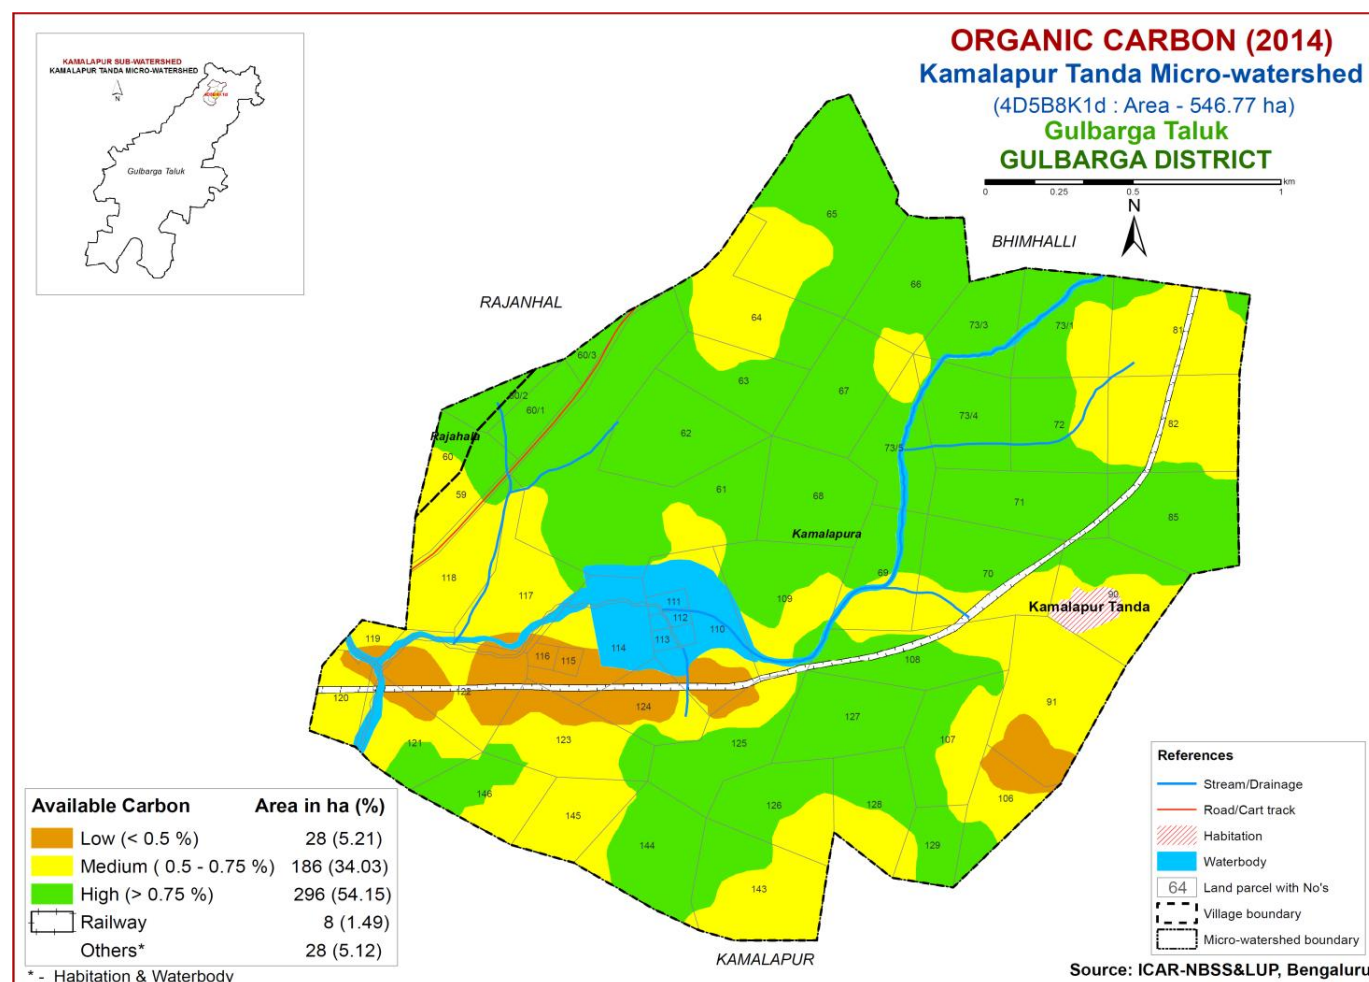 KAMALAPUR SUB-WATERSHED
KAMALAPUR TANDA MICRO-WATERSHED
N
Gulbarga Taluk
ORGANIC CARBON (2014)
Kamalapur Tanda Micro-watershed
(4D5B8K1d : Area - 546.77 ha)
Gulbarga Taluk
GULBARGA DISTRICT
0 0.25 0.5 1 km
N
BHIMHALLI
RAJANHAL
65
66
64
73/3
73/1
81
60/3
63
67
60/2
60/1
73/4
72
82
Rajahala
62
73/5
60
59
61
68
71
85
Kamalapura
118
117
69
70
90
Kamalapur Tanda
111
109
112
110
119
113
114
116
115
108
120
122
124
91
127
121
123
125
107
146
145
126
128
106
144
129
143
KAMALAPUR
Available Carbon Area in ha (%)
Low (< 0.5 %) 28 (5.21)
Medium ( 0.5 - 0.75 %) 186 (34.03)
High (> 0.75 %) 296 (54.15)
Railway 8 (1.49)
Others* 28 (5.12)
* - Habitation & Waterbody
References
Stream/Drainage
Road/Cart track
Habitation
Waterbody
64 Land parcel with No's
Village boundary
Micro-watershed boundary
Source: ICAR-NBSS&LUP, Bengaluru